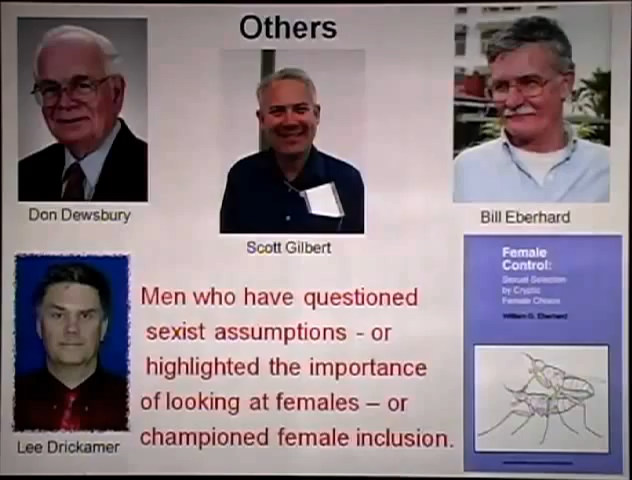 Others
Don Dewsbury
Scott Gilbert
Bill Eberhard
Lee Drickamer
Men who have questioned
sexist assumptions - or
highlighted the importance
of looking at females – or
championed female inclusion.
Female
Control:
Sexual Selection
by Cryptic
Female Choice
William G. Eberhard